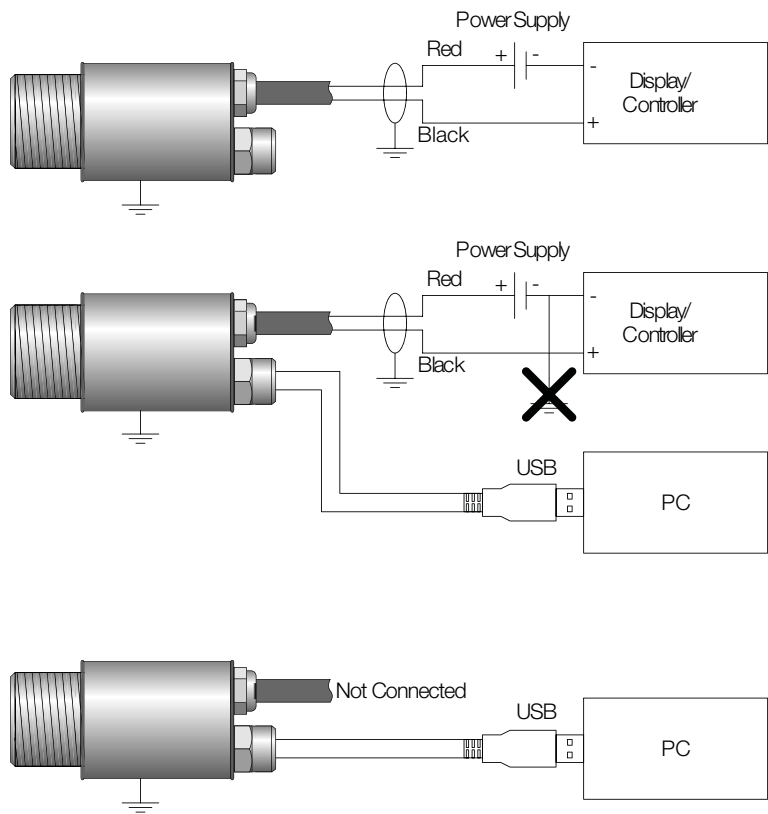 Power Supply
Red
+ -
-
Display/
Controller
+
Black
Power Supply
Red
+ -
-
Display/
Controller
+
Black
USB
PC
Not Connected
USB
PC